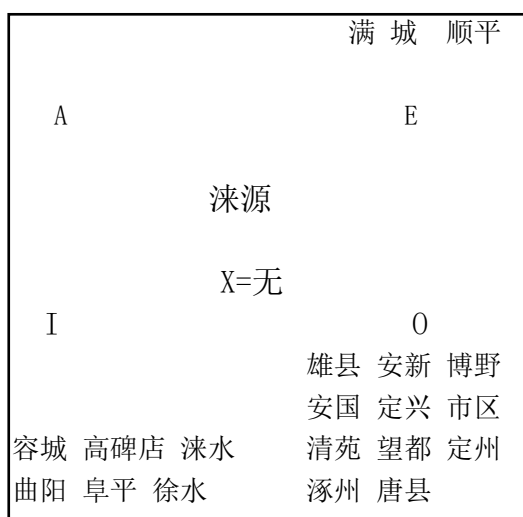 满 城 顺平
A E
涞源
X=无
I O
雄县 安新 博野
安国 定兴 市区
容城 高碑店 涞水 清苑 望都 定州
曲阳 阜平 徐水 涿州 唐县